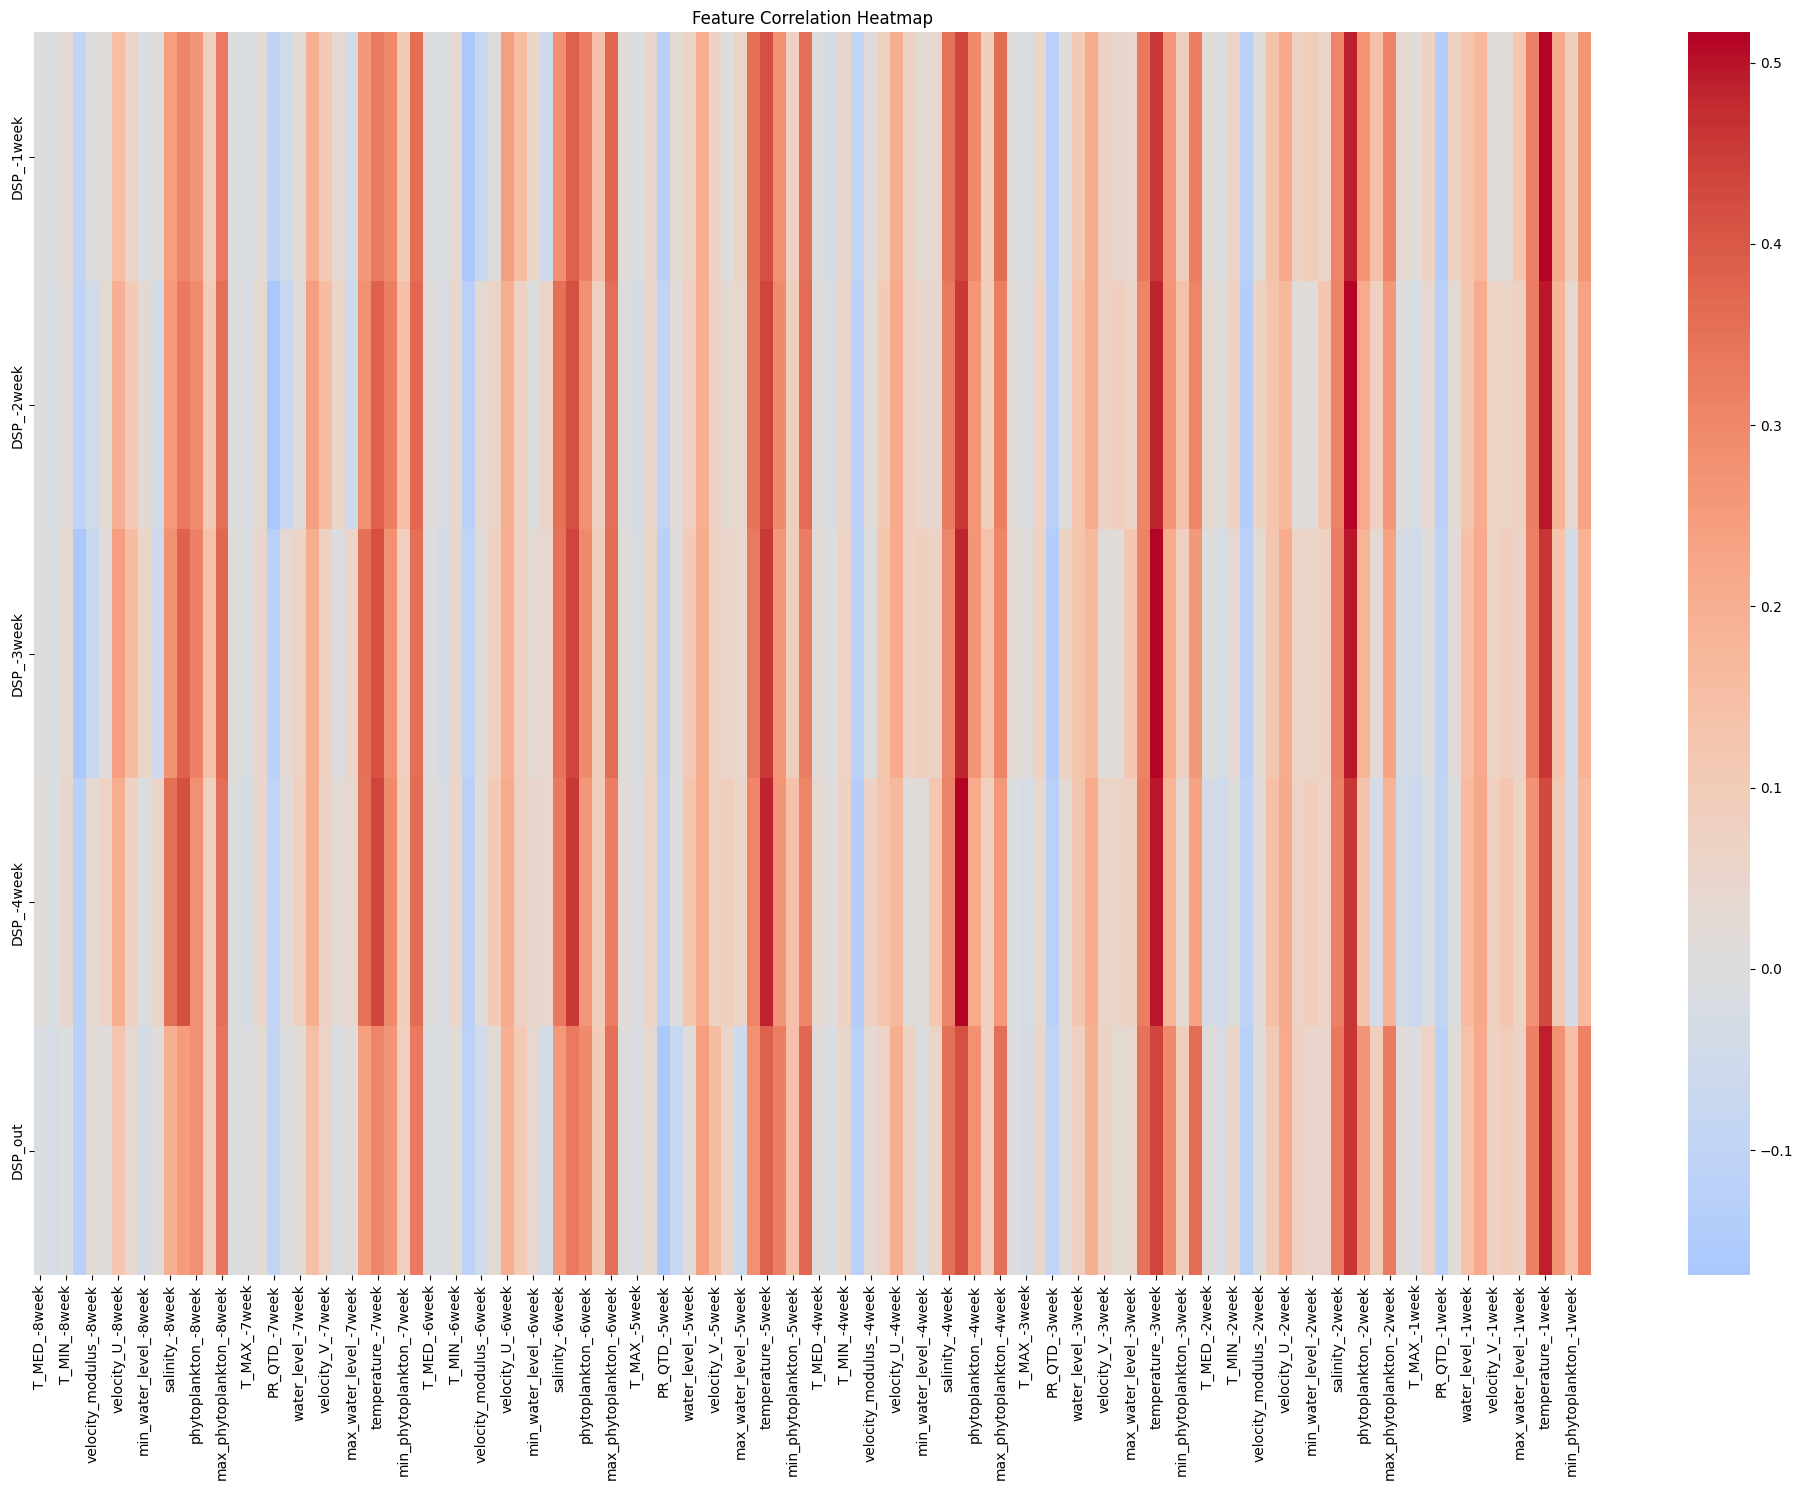 Feature Correlation Heatmap
DSP_-1week
DSP_-2week
DSP_-3week
DSP_-4week
DSP_out
T_MED_-8week
T_MIN_-8week
velocity_modulus_-8week
velocity_U_-8week
min_water_level_-8week
salinity_-8week
phytoplankton_-8week
max_phytoplankton_-8week
T_MAX_-7week
PR_QTD_-7week
water_level_-7week
velocity_V_-7week
max_water_level_-7week
temperature_-7week
min_phytoplankton_-7week
T_MED_-6week
T_MIN_-6week
velocity_modulus_-6week
velocity_U_-6week
min_water_level_-6week
salinity_-6week
phytoplankton_-6week
max_phytoplankton_-6week
T_MAX_-5week
PR_QTD_-5week
water_level_-5week
velocity_V_-5week
max_water_level_-5week
temperature_-5week
min_phytoplankton_-5week
T_MED_-4week
T_MIN_-4week
velocity_modulus_-4week
velocity_U_-4week
min_water_level_-4week
salinity_-4week
phytoplankton_-4week
max_phytoplankton_-4week
T_MAX_-3week
PR_QTD_-3week
water_level_-3week
velocity_V_-3week
max_water_level_-3week
temperature_-3week
min_phytoplankton_-3week
T_MED_-2week
T_MIN_-2week
velocity_modulus_-2week
velocity_U_-2week
min_water_level_-2week
salinity_-2week
phytoplankton_-2week
max_phytoplankton_-2week
T_MAX_-1week
PR_QTD_-1week
water_level_-1week
velocity_V_-1week
max_water_level_-1week
temperature_-1week
min_phytoplankton_-1week
0.5
0.4
0.3
0.2
0.1
0.0
−0.1